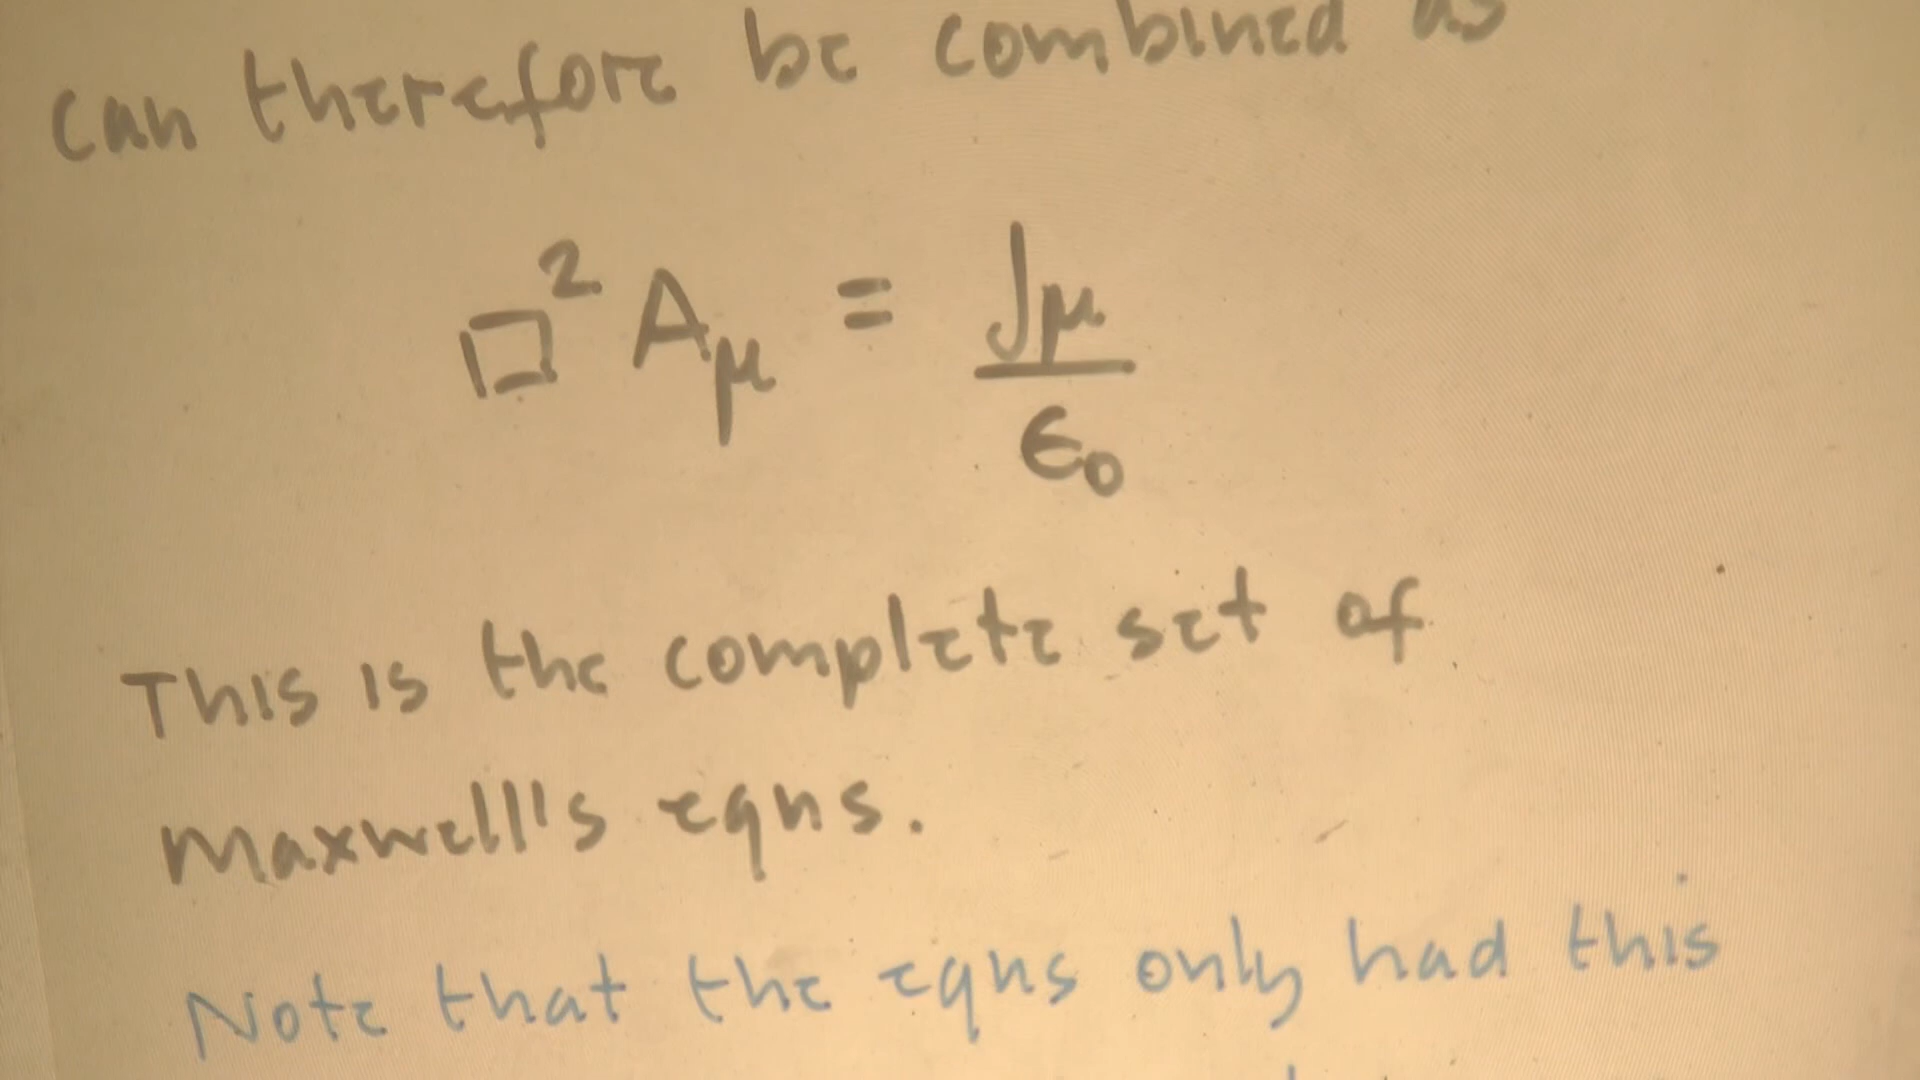 can therefore be combined as
□² Aμ = Jμ / ε₀
This is the complete set of
Maxwell's eqns.
Note that the eqns only had this